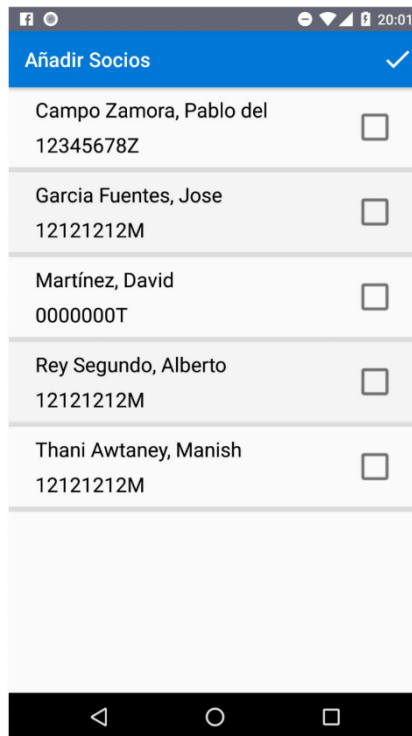 20:01
Añadir Socios
Campo Zamora, Pablo del
12345678Z
Garcia Fuentes, Jose
12121212M
Martínez, David
0000000T
Rey Segundo, Alberto
12121212M
Thani Awtaney, Manish
12121212M